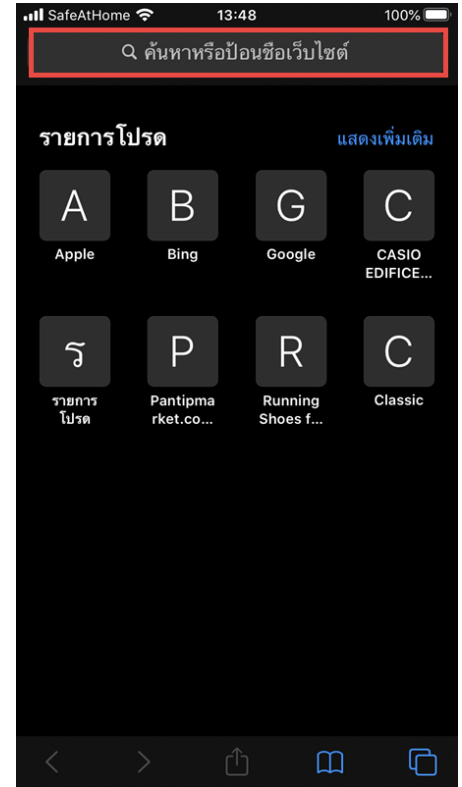 SafeAtHome 13:48 100%
ค้นหาหรือป้อนชื่อเว็บไซต์
รายการโปรด แสดงเพิ่มเติม
A B G C
Apple Bing Google CASIO
EDIFICE...
ร P R C
รายการ Pantipma Running Classic
โปรด rket.co... Shoes f...